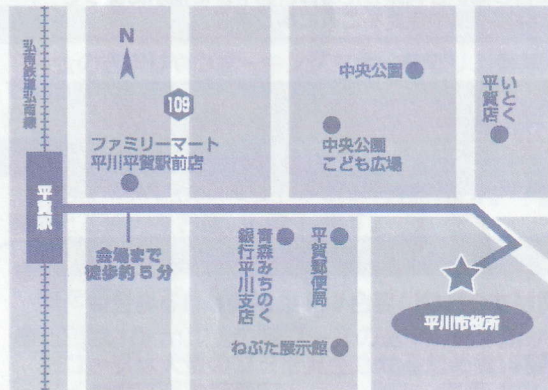 弘南鉄道弘南線
N
109
中央公園
いとく
平賀店
ファミリーマート
平川平賀駅前店
中央公園
こども広場
平賀駅
会場まで
徒歩約5分
青森みちのく
銀行平川支店
平賀郵便局
平川市役所
ねぷた展示館